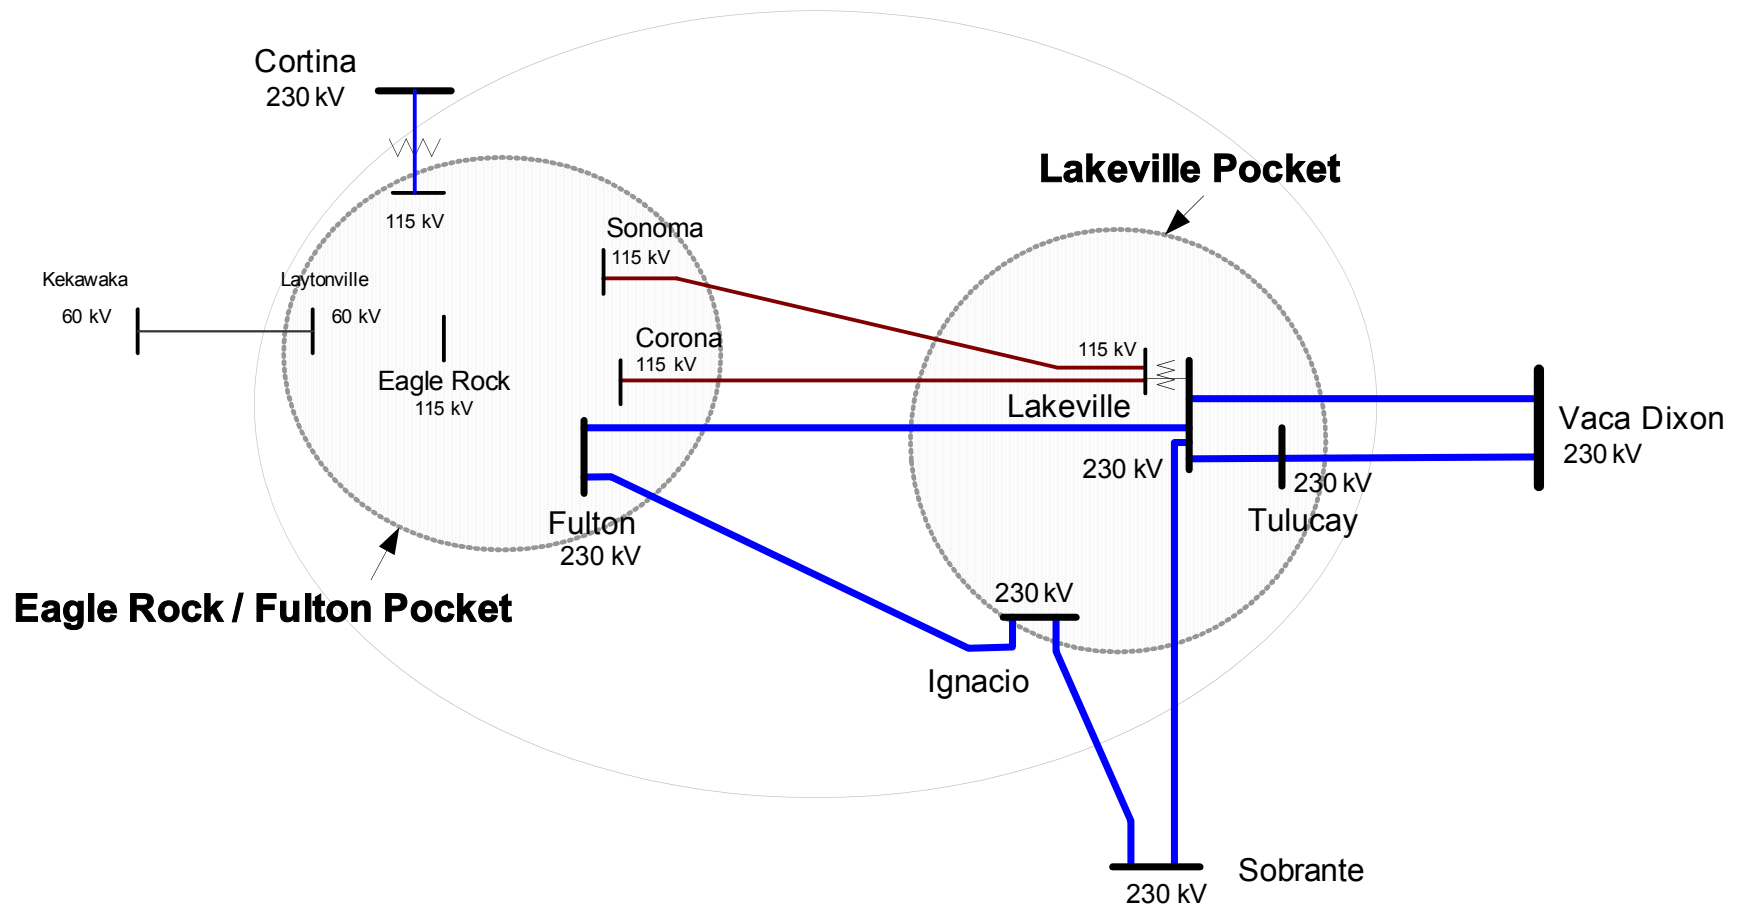 Cortina
230 kV
115 kV
Lakeville Pocket
Sonoma
115 kV
Kekawaka
60 kV
Laytonville
60 kV
Corona
115 kV
Eagle Rock
115 kV
115 kV
Lakeville
230 kV
Vaca Dixon
230 kV
230 kV
Tulucay
Fulton
230 kV
Eagle Rock / Fulton Pocket
230 kV
Ignacio
Sobrante
230 kV